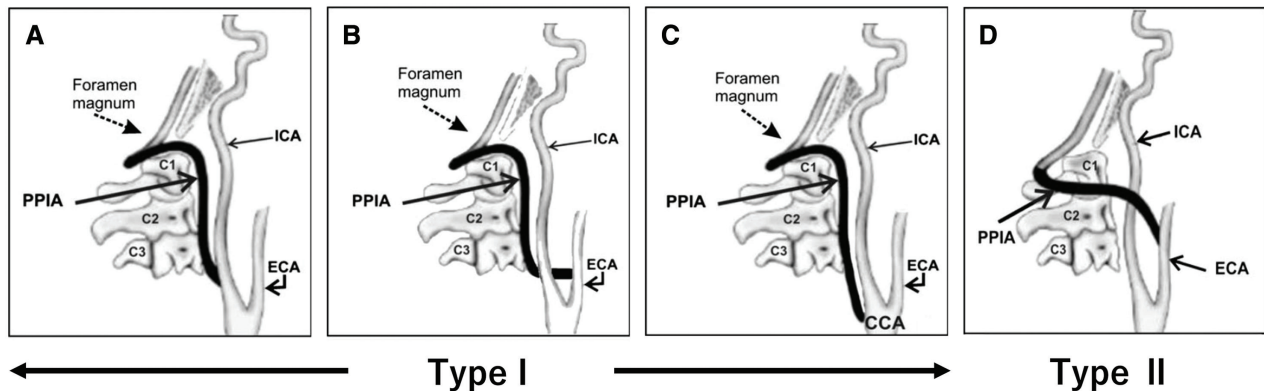 A
Foramen
magnum
ICA
C1
PPIA
C2
C3
ECA
B
Foramen
magnum
ICA
C1
PPIA
C2
C3
ECA
C
Foramen
magnum
ICA
C1
PPIA
C2
C3
ECA
CCA
D
ICA
C1
C2
PPIA
C3
ECA
Type I
Type II